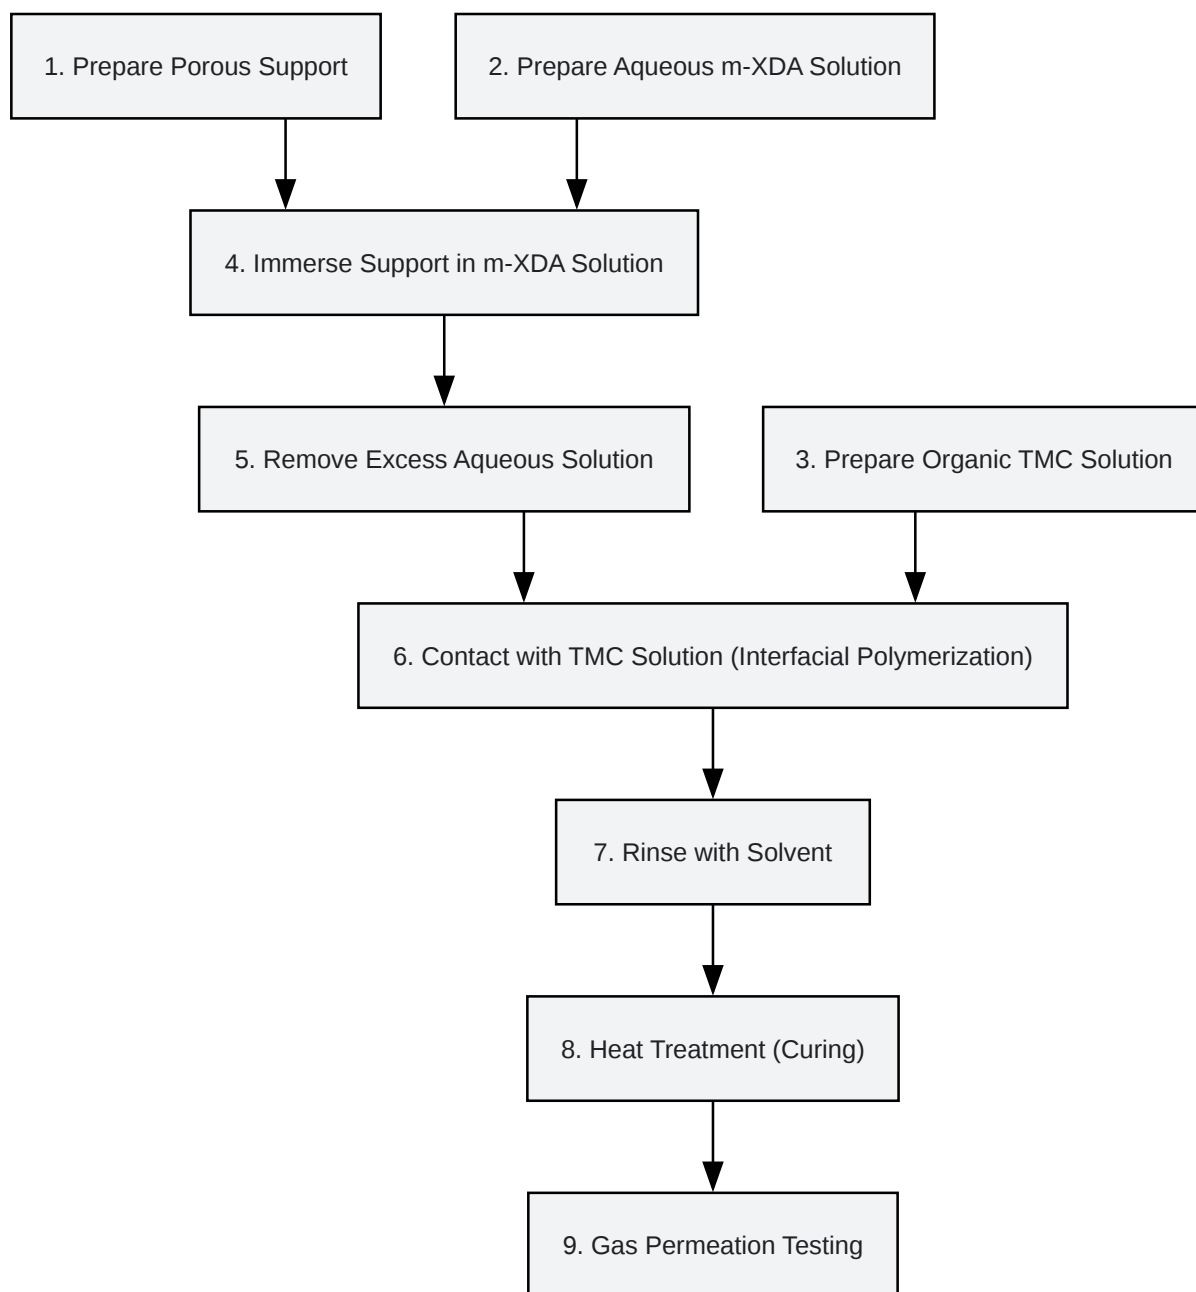 1. Prepare Porous Support
2. Prepare Aqueous m-XDA Solution
4. Immerse Support in m-XDA Solution
5. Remove Excess Aqueous Solution
3. Prepare Organic TMC Solution
6. Contact with TMC Solution (Interfacial Polymerization)
7. Rinse with Solvent
8. Heat Treatment (Curing)
9. Gas Permeation Testing